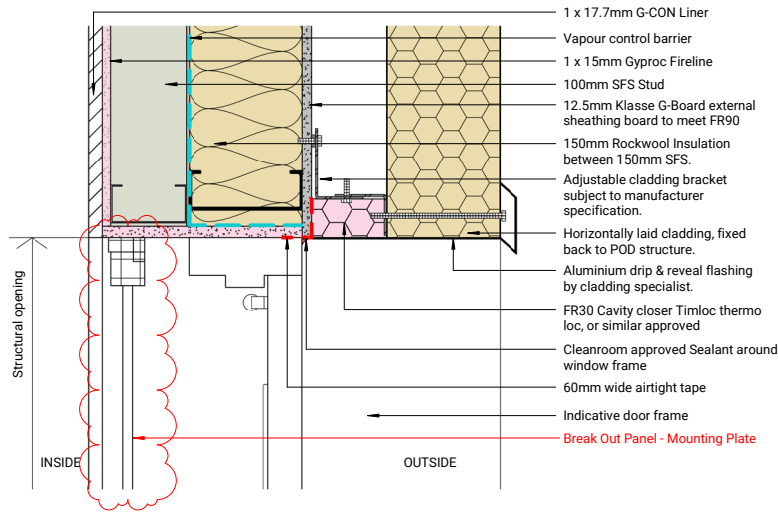 1 x 17.7mm G-CON Liner
Vapour control barrier
1 x 15mm Gyproc Fireline
100mm SFS Stud
12.5mm Klasse G-Board external
sheathing board to meet FR90
150mm Rockwool Insulation
between 150mm SFS.
Adjustable cladding bracket
subject to manufacturer
specification.
Horizontally laid cladding, fixed
back to POD structure.
Aluminium drip & reveal flashing
by cladding specialist.
FR30 Cavity closer Timloc thermo
loc, or similar approved
Cleanroom approved Sealant around
window frame
60mm wide airtight tape
Indicative door frame
Break Out Panel - Mounting Plate
Structural opening
INSIDE
OUTSIDE